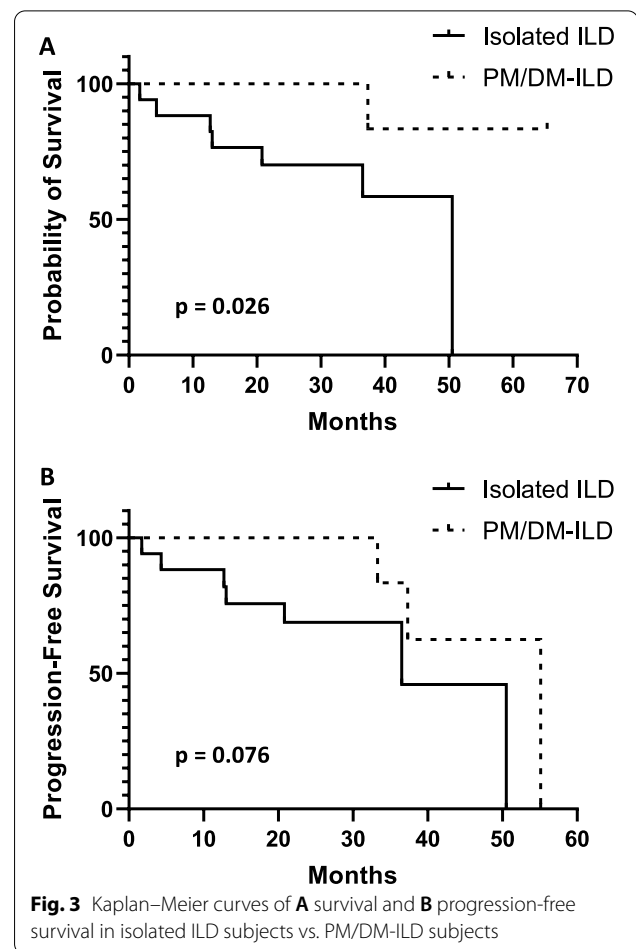 A
Isolated ILD
PM/DM-ILD
Probability of Survival
100
50
0
p = 0.026
0 10 20 30 40 50 60 70
Months
B
Isolated ILD
PM/DM-ILD
Progression-Free Survival
100
50
0
p = 0.076
0 10 20 30 40 50 60
Months
Fig. 3 Kaplan–Meier curves of A survival and B progression-free
survival in isolated ILD subjects vs. PM/DM-ILD subjects